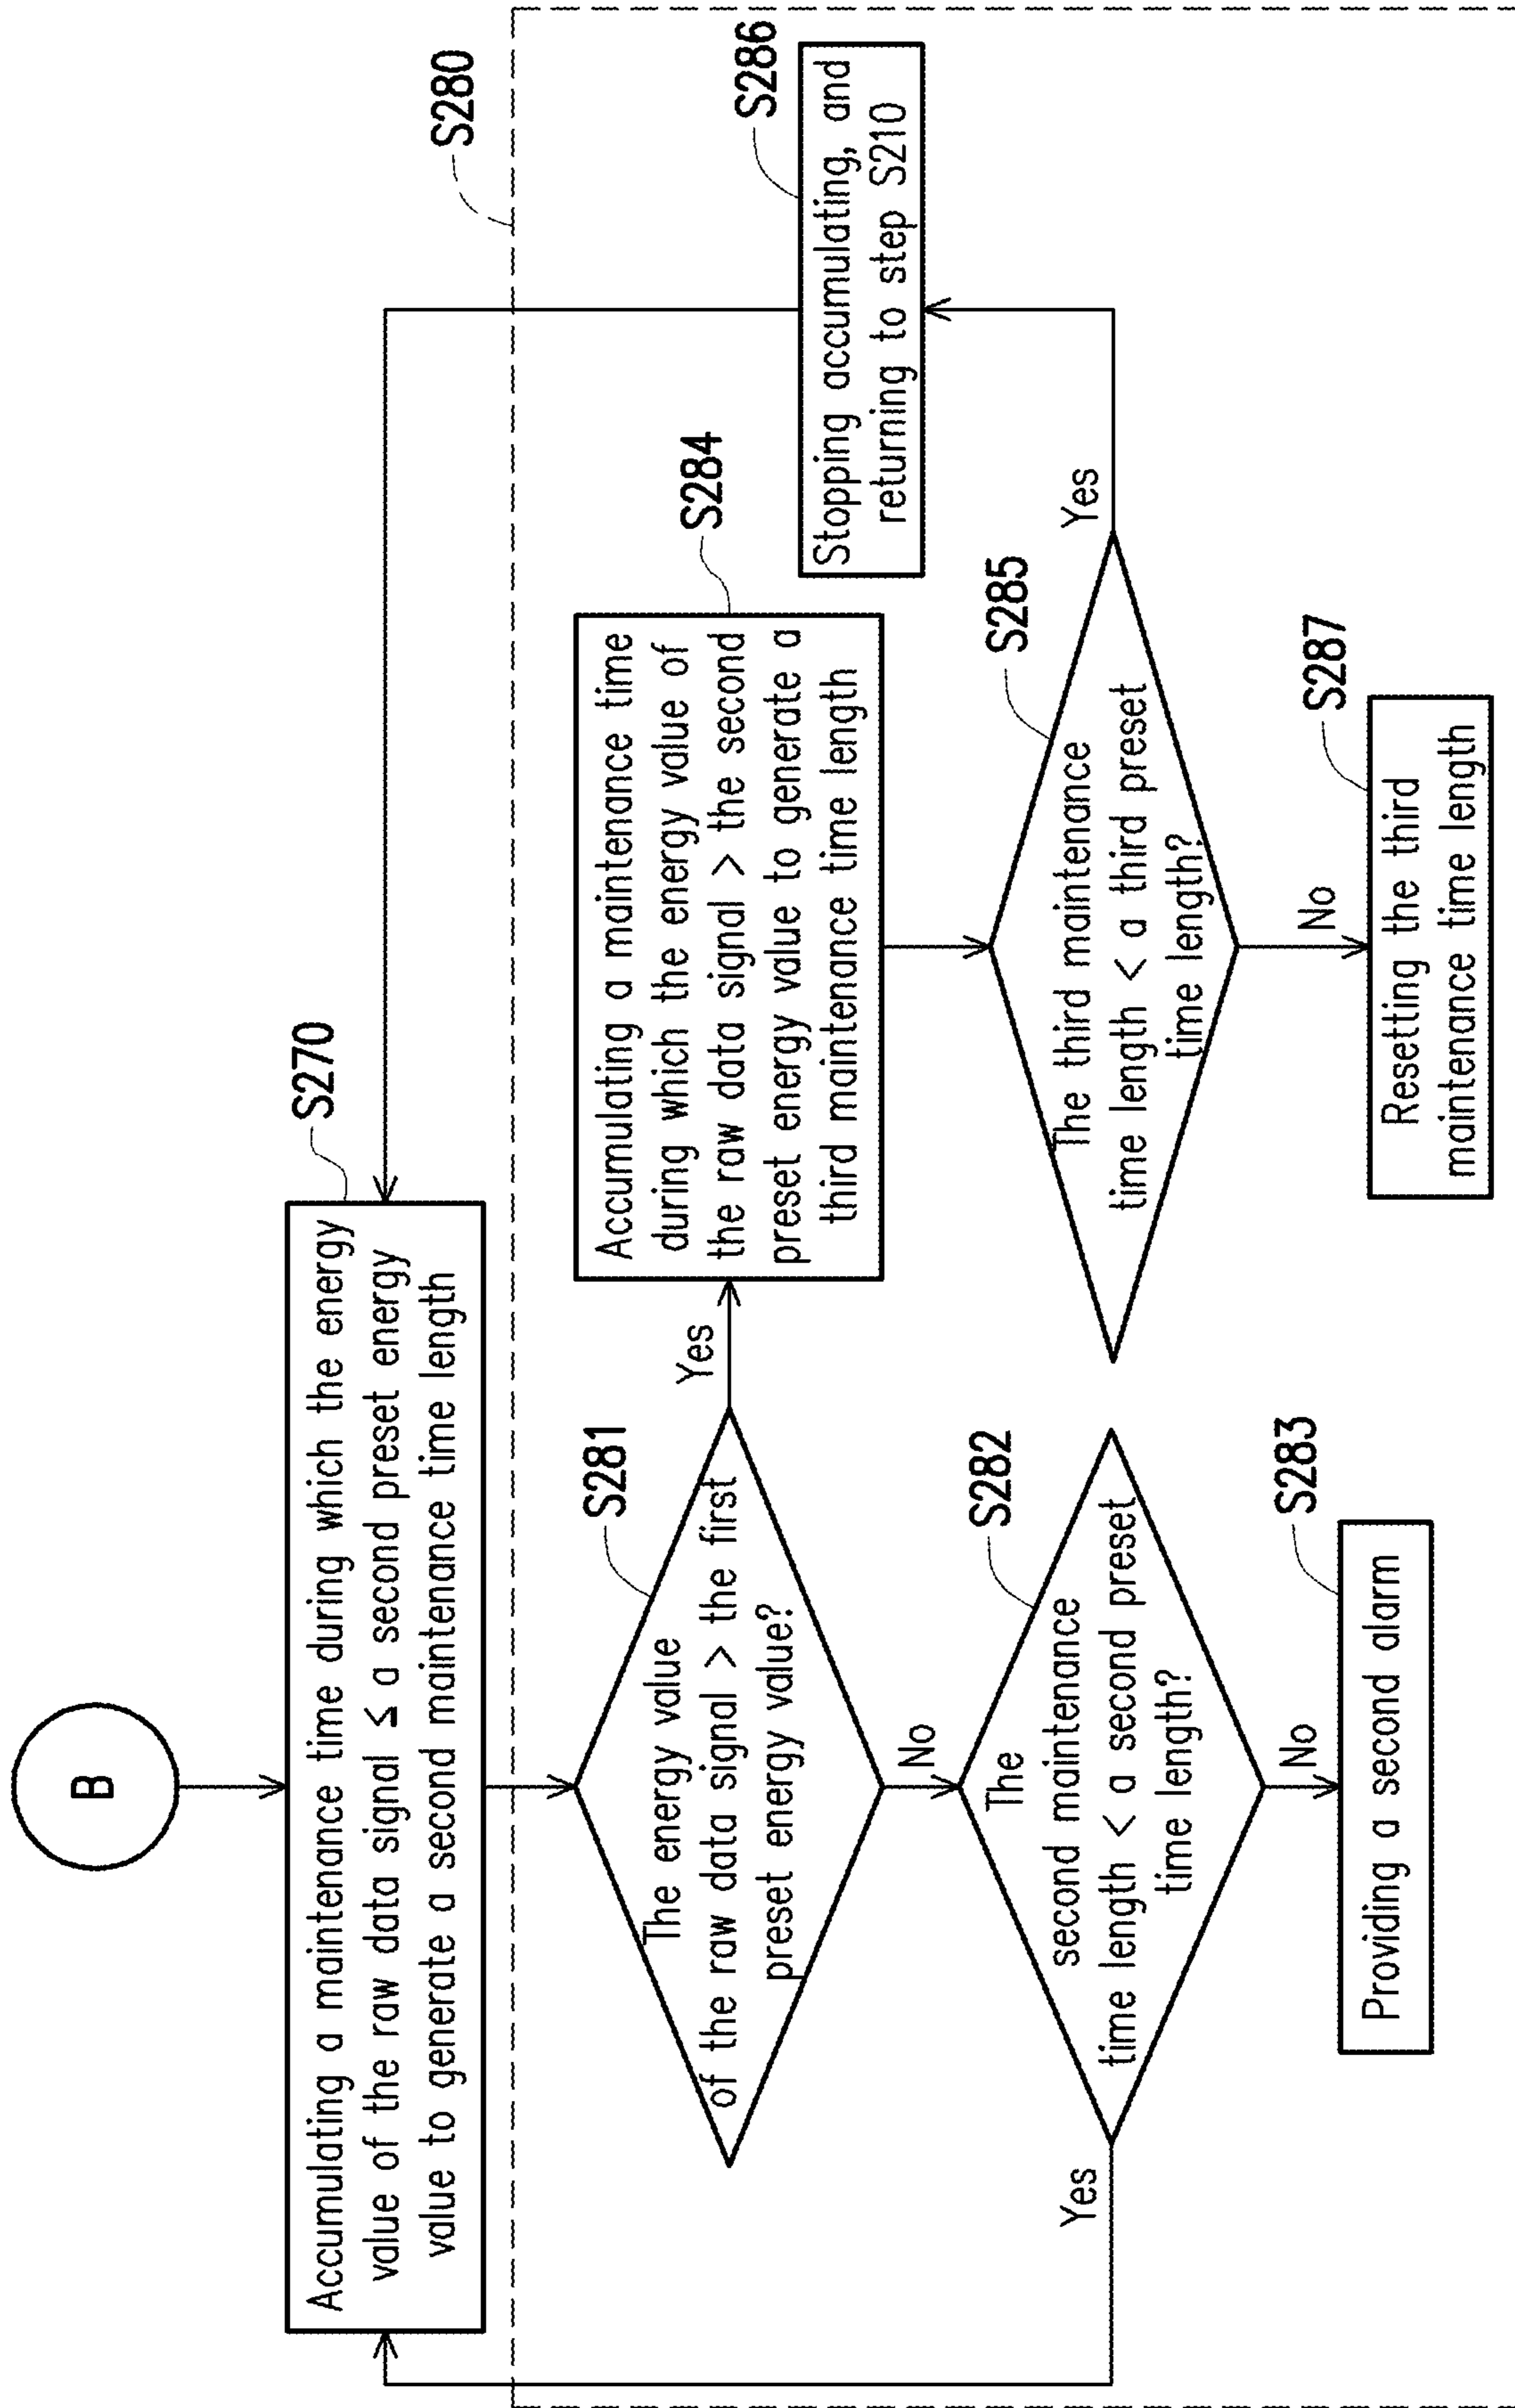 B
S270
Accumulating a maintenance time during which the energy
value of the raw data signal ≤ a second preset energy
value to generate a second maintenance time length
S280
S281
The energy value
of the raw data signal > the first
preset energy value?
Yes
No
S284
Accumulating a maintenance time
during which the energy value of
the raw data signal > the second
preset energy value to generate a
third maintenance time length
S286
Stopping accumulating, and
returning to step S210
S282
The
second maintenance
time length < a second preset
time length?
Yes
No
S285
The third maintenance
time length < a third preset
time length?
Yes
No
S283
Providing a second alarm
S287
Resetting the third
maintenance time length